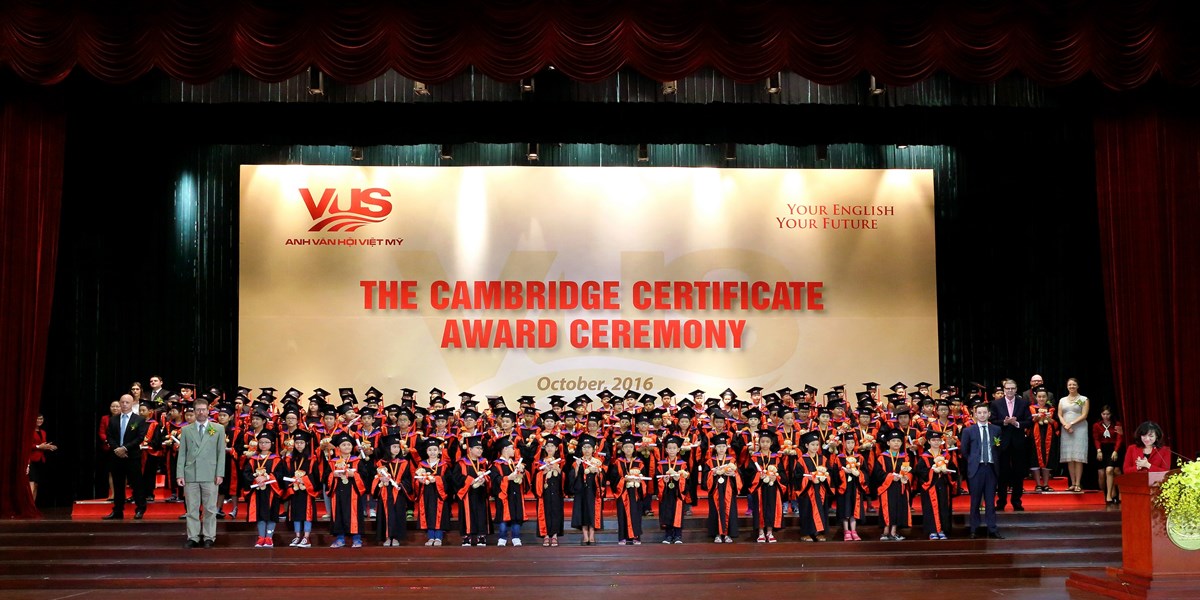 VUS
ANH VĂN HỘI VIỆT MỸ
YOUR ENGLISH
YOUR FUTURE
THE CAMBRIDGE CERTIFICATE
AWARD CEREMONY
October, 2016